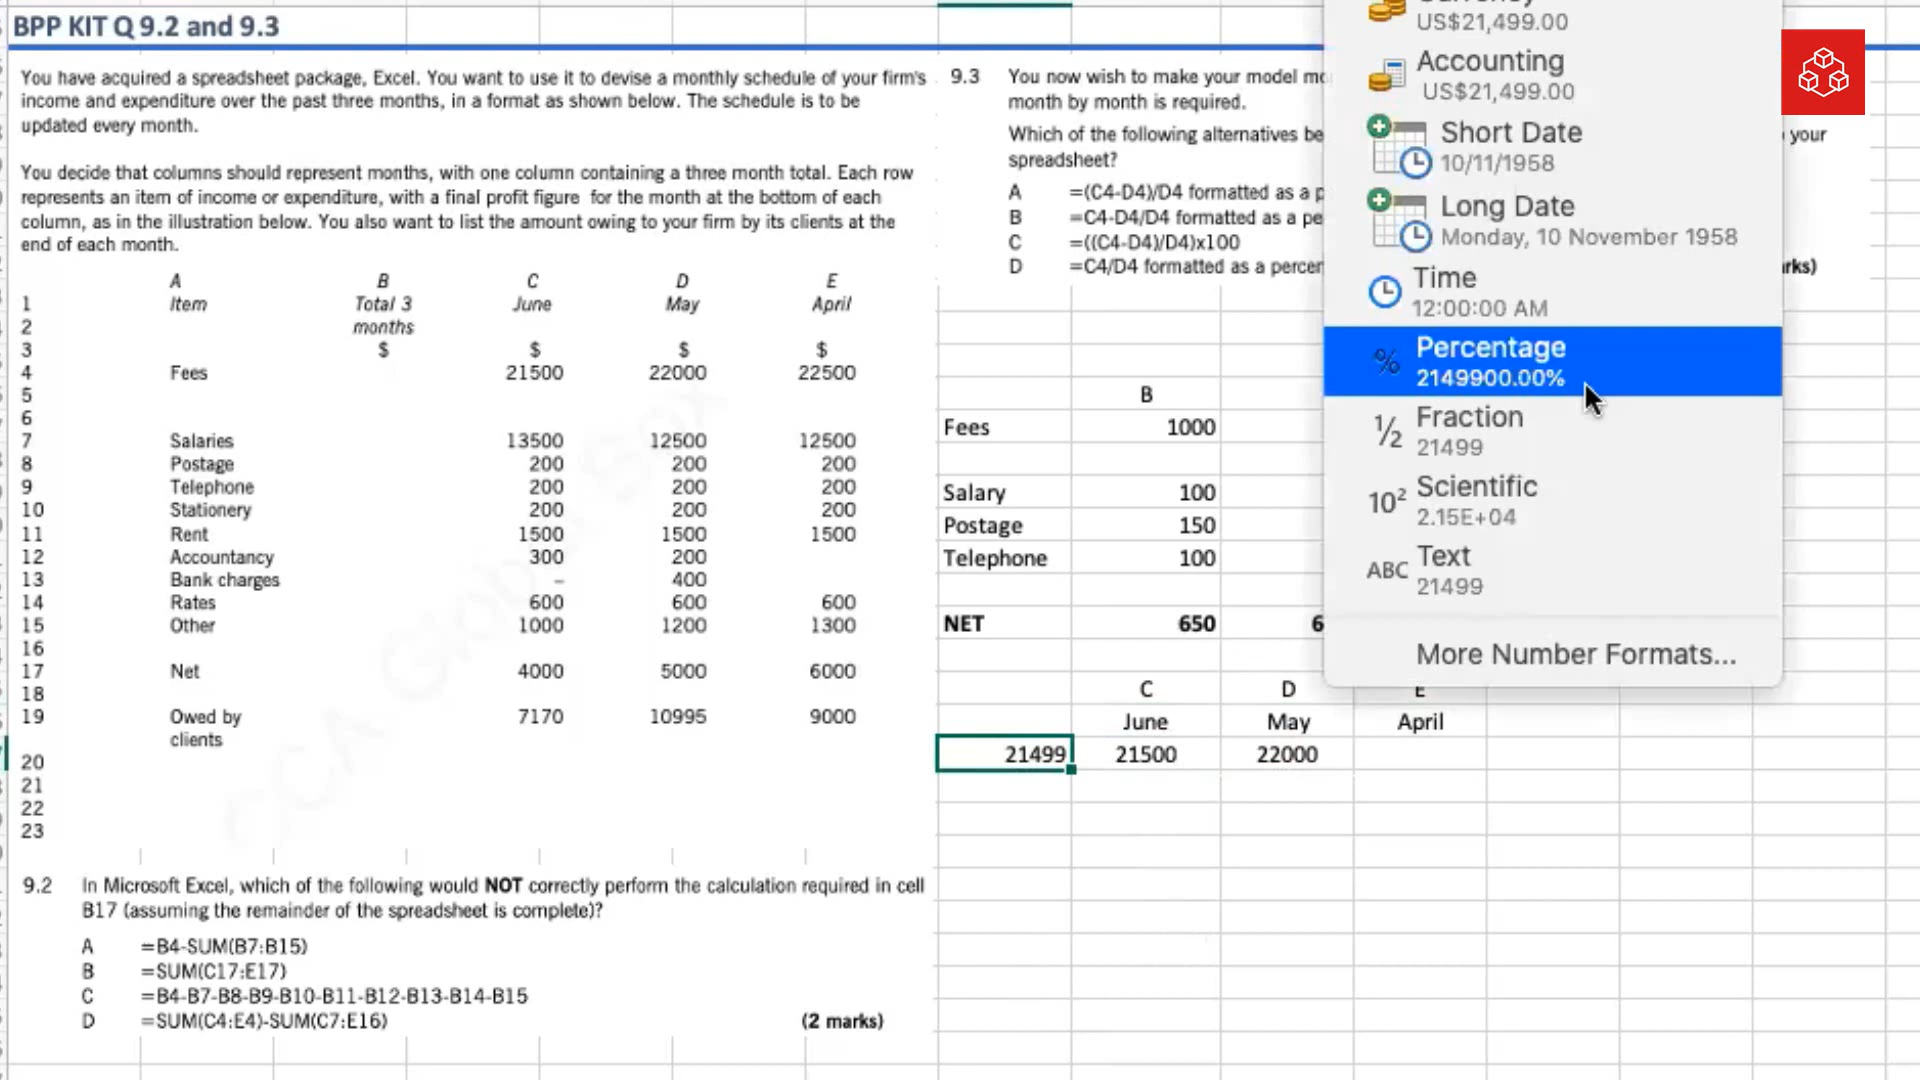 BPP KIT Q 9.2 and 9.3
You have acquired a spreadsheet package, Excel. You want to use it to devise a monthly schedule of your firm's
income and expenditure over the past three months, in a format as shown below. The schedule is to be
updated every month.
You decide that columns should represent months, with one column containing a three month total. Each row
represents an item of income or expenditure, with a final profit figure for the month at the bottom of each
column, as in the illustration below. You also want to list the amount owing to your firm by its clients at the
end of each month.
A B C D E
1 Item Total 3 June May April
2 months
3 $ $ $ $
4 Fees 21500 22000 22500
5
6
7 Salaries 13500 12500 12500
8 Postage 200 200 200
9 Telephone 200 200 200
10 Stationery 200 200 200
11 Rent 1500 1500 1500
12 Accountancy 300 200
13 Bank charges – 400
14 Rates 600 600 600
15 Other 1000 1200 1300
16
17 Net 4000 5000 6000
18
19 Owed by 7170 10995 9000
clients
20
21
22
23
9.2 In Microsoft Excel, which of the following would NOT correctly perform the calculation required in cell
B17 (assuming the remainder of the spreadsheet is complete)?
A =B4-SUM(B7:B15)
B =SUM(C17:E17)
C =B4-B7-B8-B9-B10-B11-B12-B13-B14-B15
D =SUM(C4:E4)-SUM(C7:E16) (2 marks)
9.3 You now wish to make your model
month by month is required.
Which of the following alternatives your
spreadsheet?
A =(C4-D4)/D4 formatted as a
B =C4-D4/D4 formatted as a
C =((C4-D4)/D4)x100
D =C4/D4 formatted as a
B
Fees 1000
Salary 100
Postage 150
Telephone 100
NET 650 6
C D E
June May April
21499 21500 22000
Currency
US$21,499.00
Accounting
US$21,499.00
Short Date
10/11/1958
Long Date
Monday, 10 November 1958
Time
12:00:00 AM
% Percentage
2149900.00%
½ Fraction
21499
10² Scientific
2.15E+04
ABC Text
21499
More Number Formats...